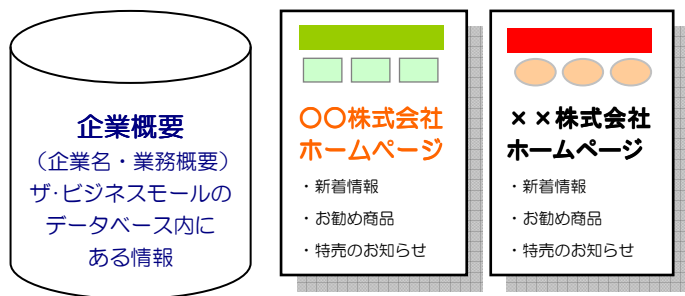 企業概要
（企業名・業務概要）
ザ・ビジネスモールの
データベース内に
ある情報
〇〇株式会社
ホームページ
・新着情報
・お勧め商品
・特売のお知らせ
××株式会社
ホームページ
・新着情報
・お勧め商品
・特売のお知らせ